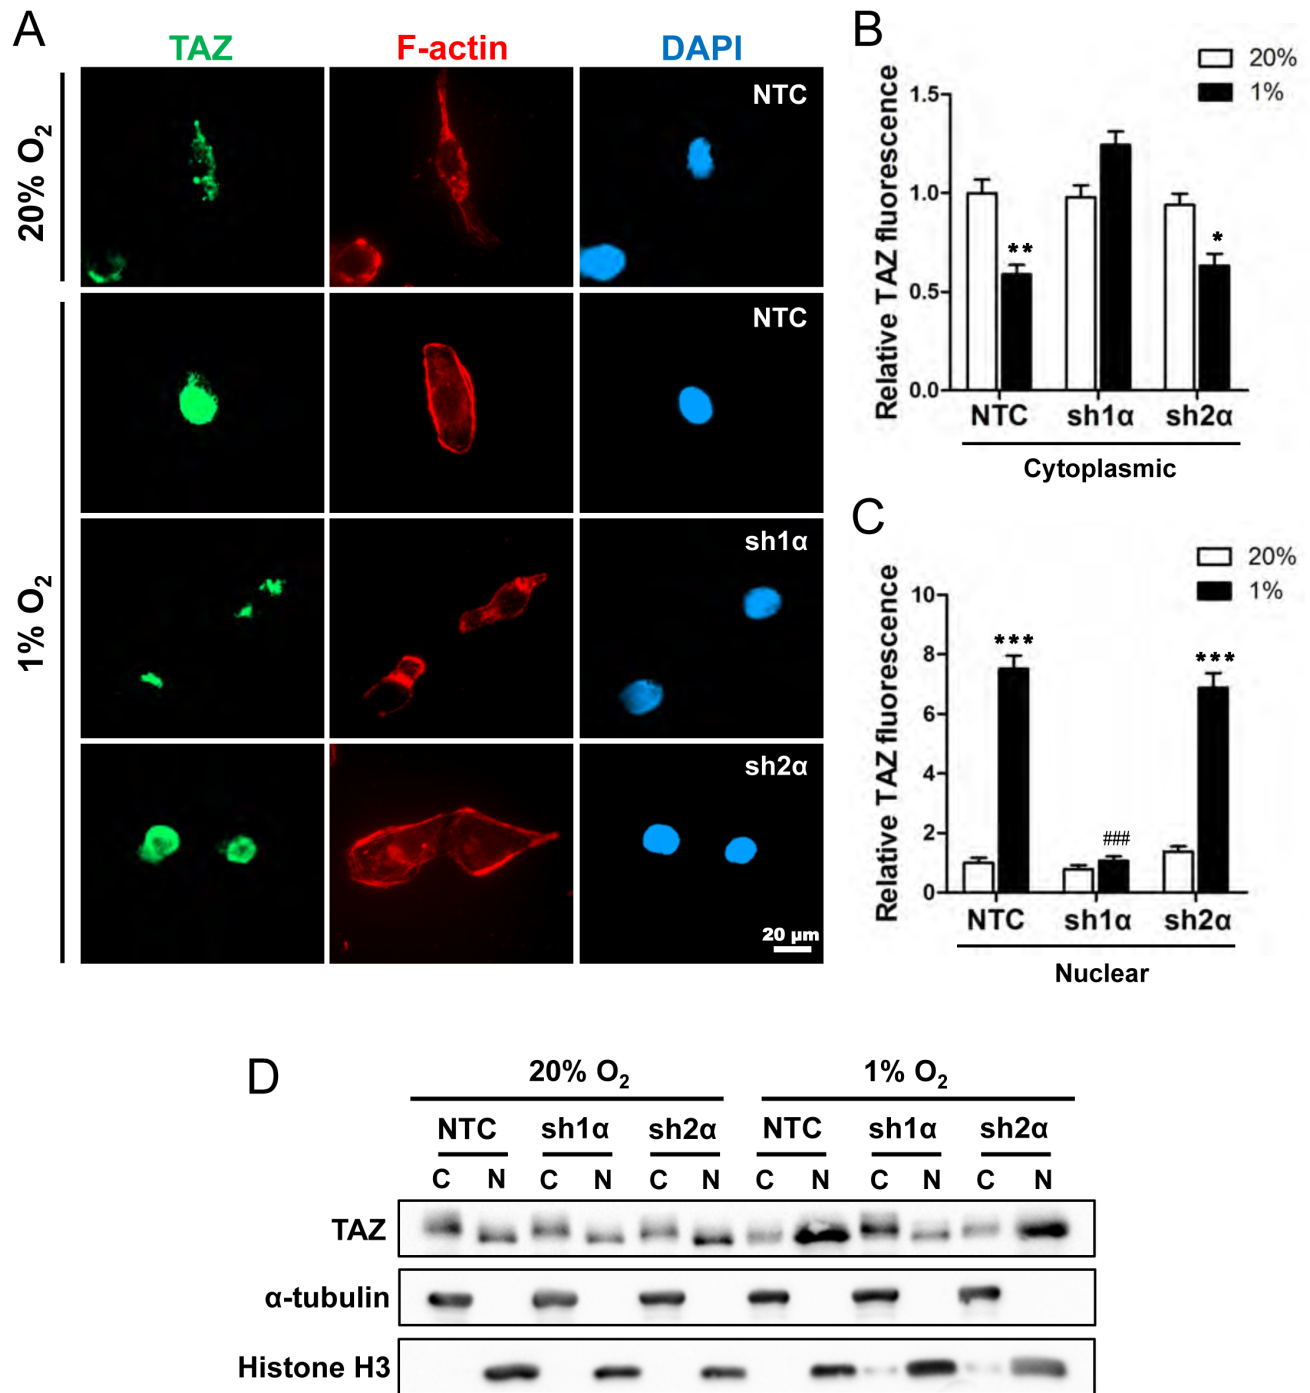 A
TAZ F-actin DAPI
20% O₂
NTC
1% O₂
NTC
sh1α
sh2α
20 μm
B
20%
1%
Relative TAZ fluorescence
1.5
1.0
0.5
0.0
** *
NTC sh1α sh2α
Cytoplasmic
C
20%
1%
Relative TAZ fluorescence
10
8
6
4
2
0
*** ### ***
NTC sh1α sh2α
Nuclear
D
20% O₂ 1% O₂
NTC sh1α sh2α NTC sh1α sh2α
C N C N C N C N C N C N
TAZ
α-tubulin
Histone H3